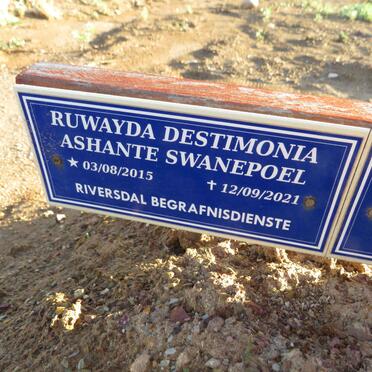 RUWAYDA DESTIMONIA
ASHANTE SWANEPOEL
★ 03/08/2015 ✝ 12/09/2021
RIVERSDAL BEGRAFNISDIENSTE